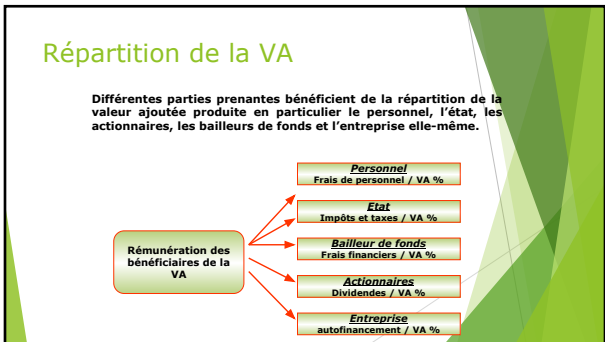 Répartition de la VA
Différentes parties prenantes bénéficient de la répartition de la
valeur ajoutée produite en particulier le personnel, l'état, les
actionnaires, les bailleurs de fonds et l'entreprise elle-même.
Rémunération des
bénéficiaires de la
VA
Personnel
Frais de personnel / VA %
Etat
Impôts et taxes / VA %
Bailleur de fonds
Frais financiers / VA %
Actionnaires
Dividendes / VA %
Entreprise
autofinancement / VA %